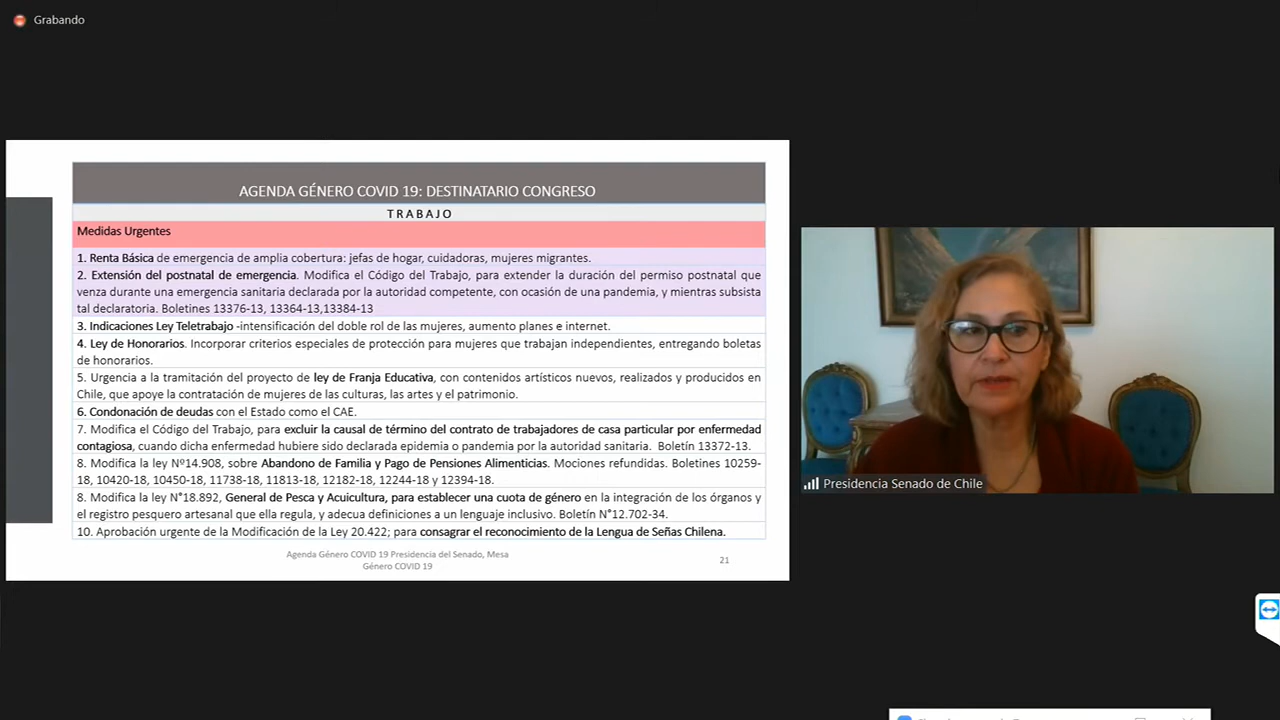 Grabando
AGENDA GÉNERO COVID 19: DESTINATARIO CONGRESO
TRABAJO
Medidas Urgentes
1. Renta Básica de emergencia de amplia cobertura: jefas de hogar, cuidadoras, mujeres migrantes.
2. Extensión del postnatal de emergencia. Modifica el Código del Trabajo, para extender la duración del permiso postnatal que
venza durante una emergencia sanitaria declarada por la autoridad competente, con ocasión de una pandemia, y mientras subsista
tal declaratoria. Boletines 13376-13, 13364-13,13384-13
3. Indicaciones Ley Teletrabajo -intensificación del doble rol de las mujeres, aumento planes e internet.
4. Ley de Honorarios. Incorporar criterios especiales de protección para mujeres que trabajan independientes, entregando boletas
de honorarios.
5. Urgencia a la tramitación del proyecto de ley de Franja Educativa, con contenidos artísticos nuevos, realizados y producidos en
Chile, que apoye la contratación de mujeres de las culturas, las artes y el patrimonio.
6. Condonación de deudas con el Estado como el CAE.
7. Modifica el Código del Trabajo, para excluir la causal de término del contrato de trabajadores de casa particular por enfermedad
contagiosa, cuando dicha enfermedad hubiere sido declarada epidemia o pandemia por la autoridad sanitaria. Boletín 13372-13.
8. Modifica la ley Nº14.908, sobre Abandono de Familia y Pago de Pensiones Alimenticias. Mociones refundidas. Boletines 10259-
18, 10420-18, 10450-18, 11738-18, 11813-18, 12182-18, 12244-18 y 12394-18.
8. Modifica la ley N°18.892, General de Pesca y Acuicultura, para establecer una cuota de género en la integración de los órganos y
el registro pesquero artesanal que ella regula, y adecua definiciones a un lenguaje inclusivo. Boletín N°12.702-34.
10. Aprobación urgente de la Modificación de la Ley 20.422; para consagrar el reconocimiento de la Lengua de Señas Chilena.
Agenda Género COVID 19 Presidencia del Senado, Mesa
Género COVID 19
21
Presidencia Senado de Chile